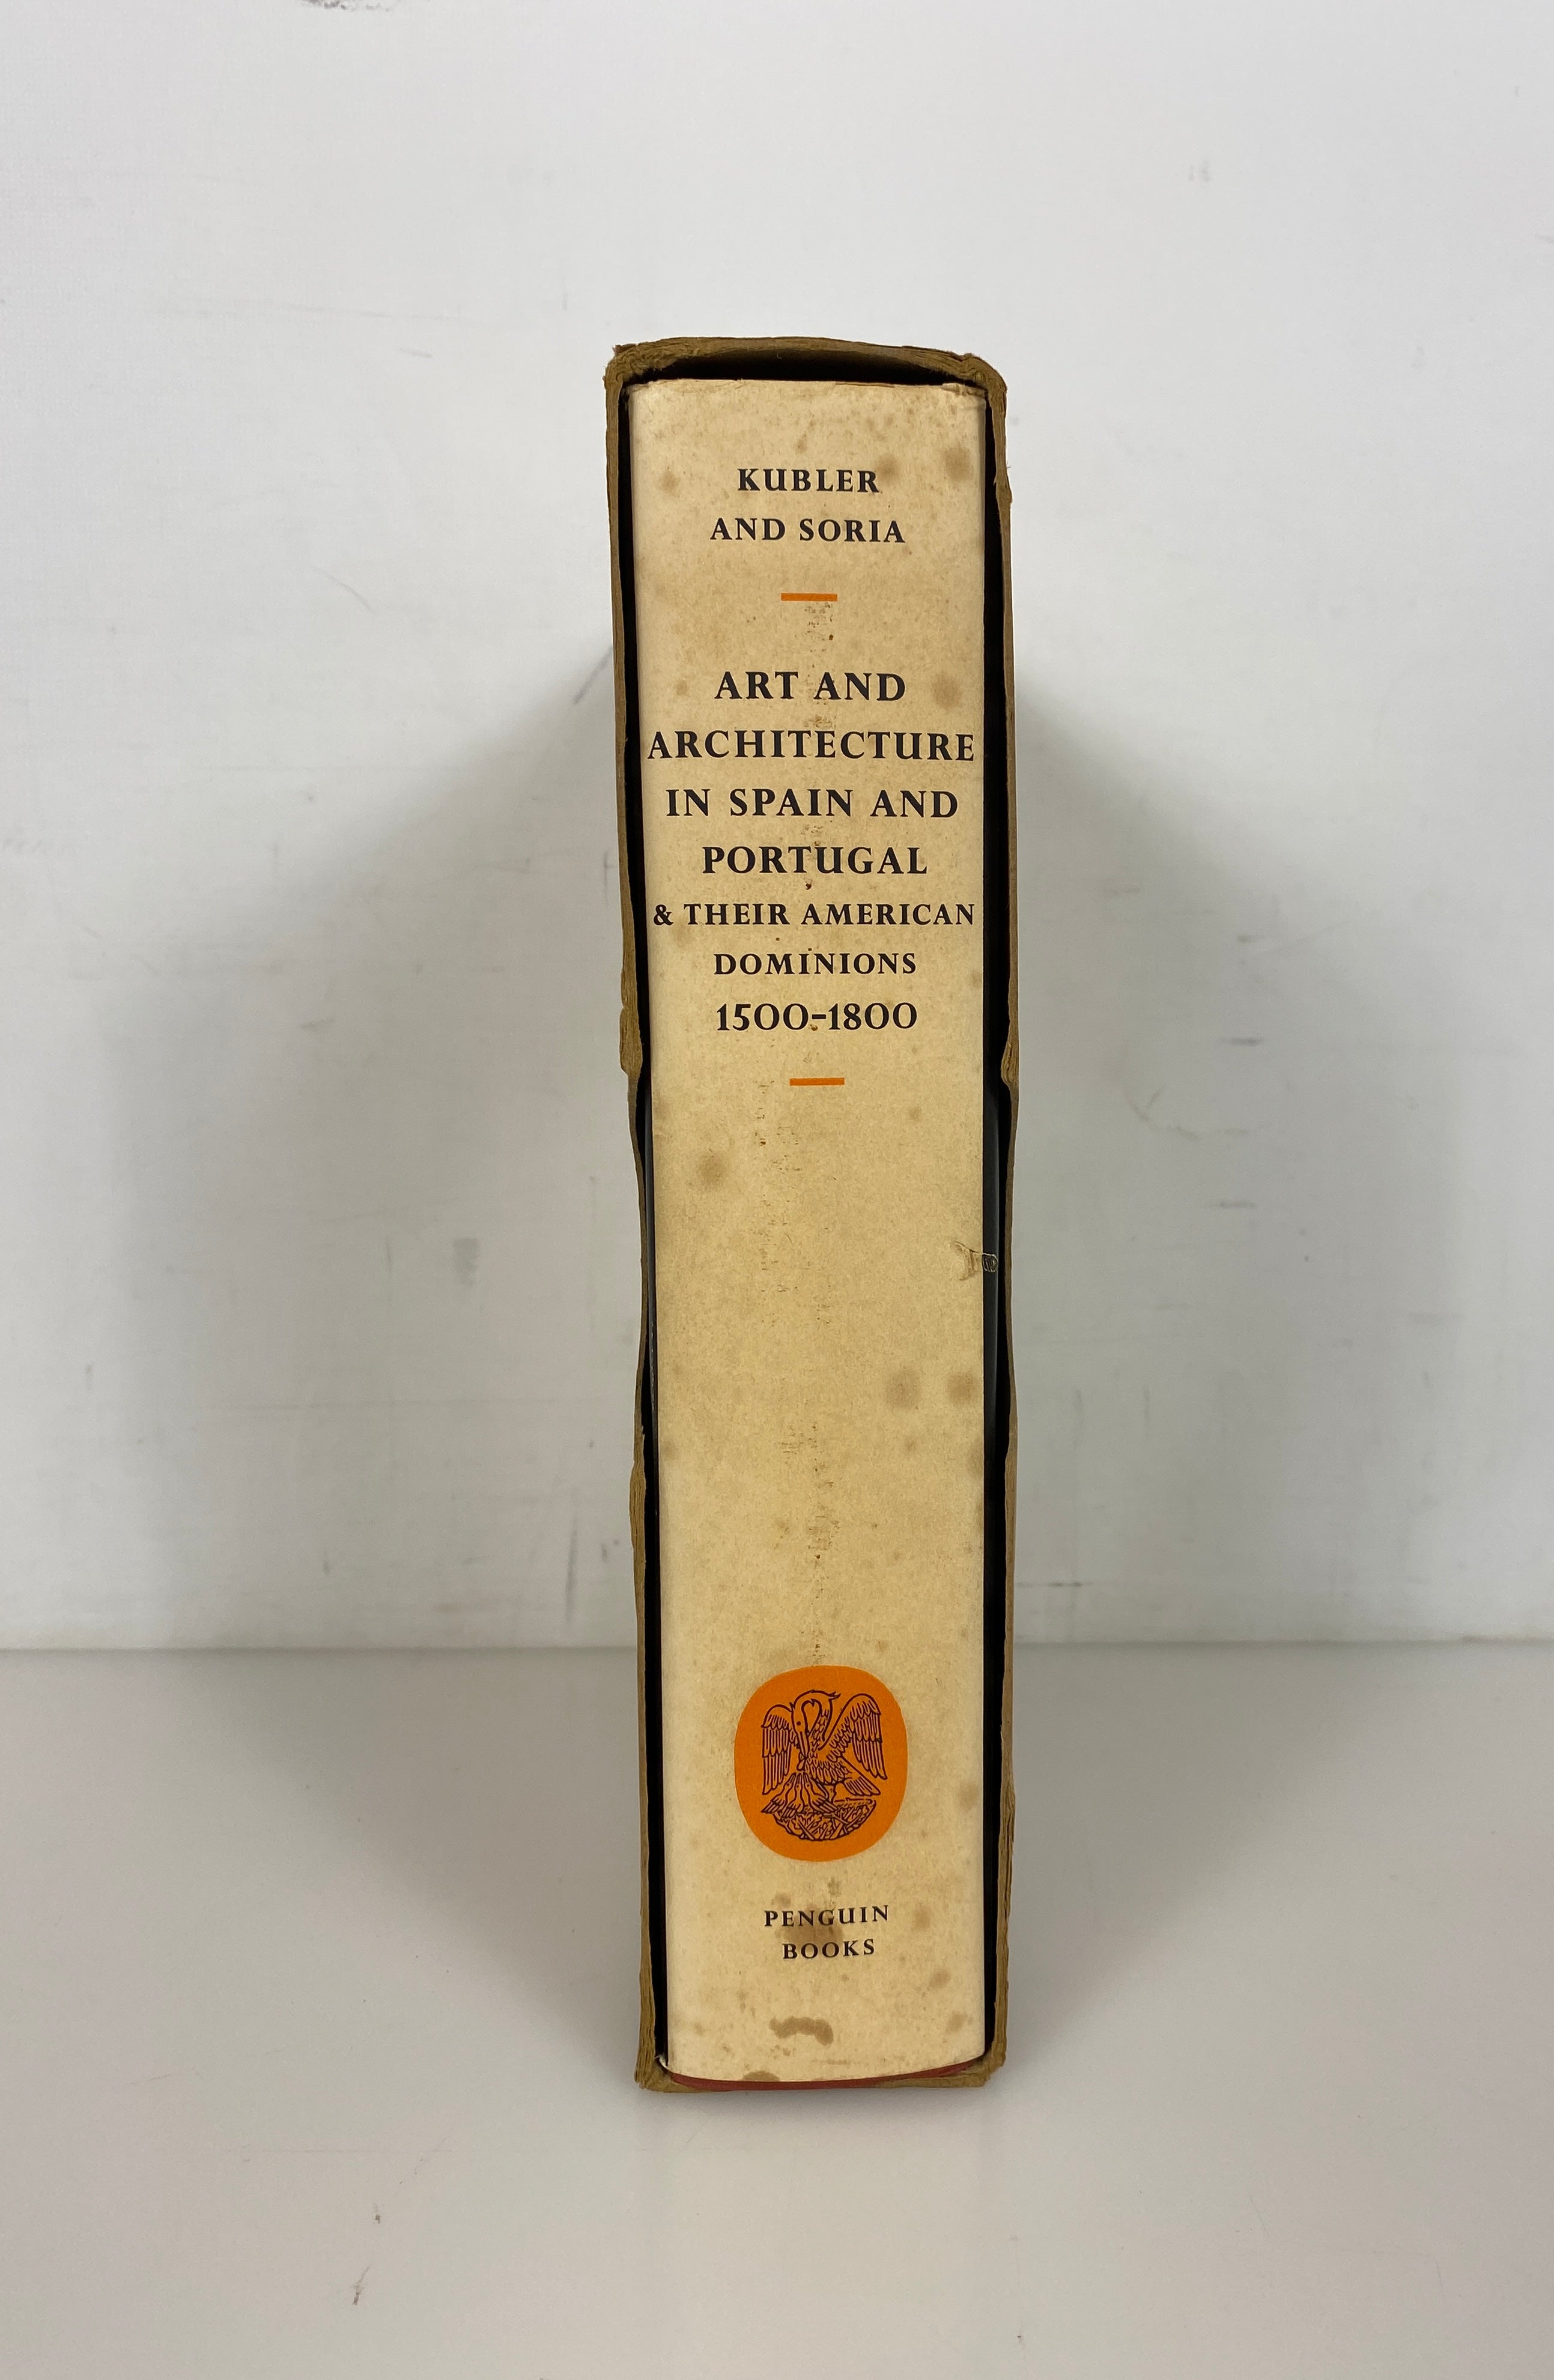 KUBLER
AND SORIA
ART AND
ARCHITECTURE
IN SPAIN AND
PORTUGAL
& THEIR AMERICAN
DOMINIONS
1500-1800
PENGUIN
BOOKS